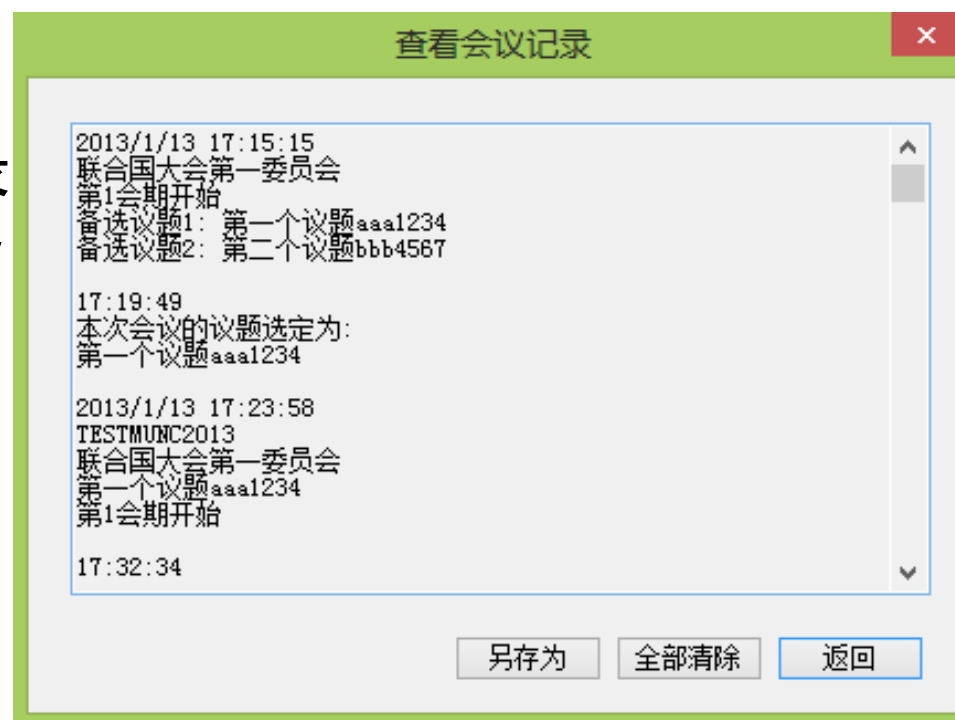 查看会议记录
2013/1/13 17:15:15
联合国大会第一委员会
第1会期开始
备选议题1: 第一个议题aaa1234
备选议题2: 第二个议题bbb4567
17:19:49
本次会议的议题选定为:
第一个议题aaa1234
2013/1/13 17:23:58
TESTMUNC2013
联合国大会第一委员会
第一个议题aaa1234
第1会期开始
17:32:34
另存为 全部清除 返回